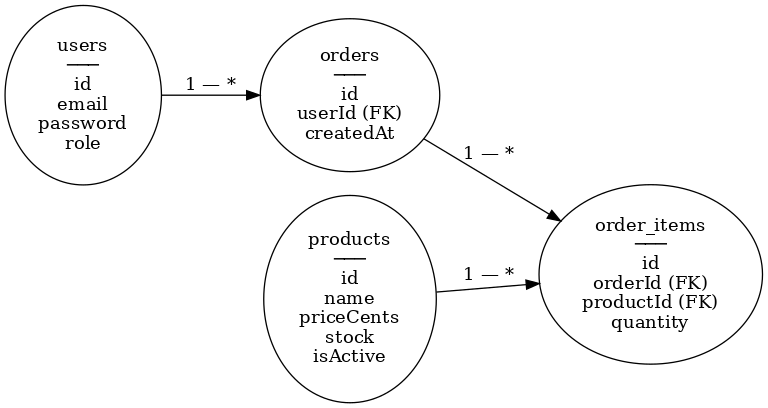 users
───
id
email
password
role
1 — *
orders
───
id
userId (FK)
createdAt
1 — *
products
───
id
name
priceCents
stock
isActive
1 — *
order_items
───
id
orderId (FK)
productId (FK)
quantity